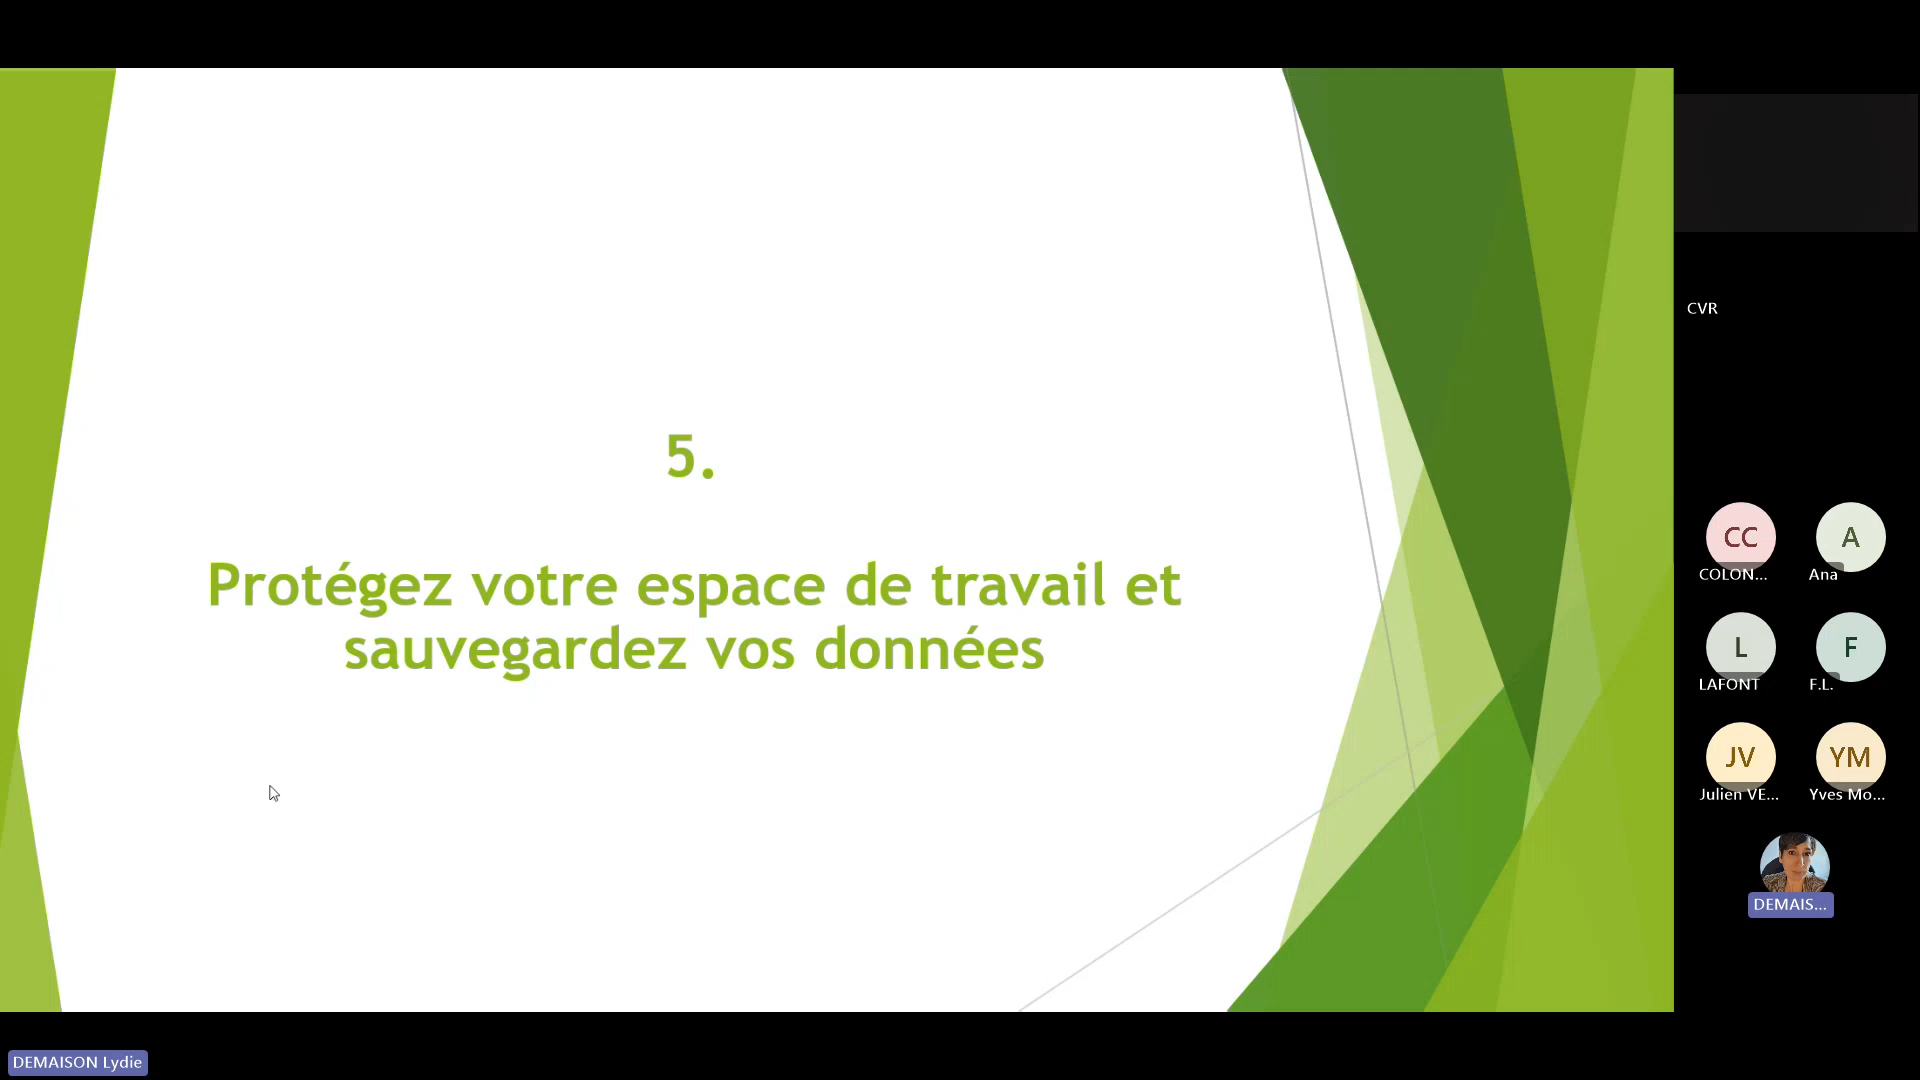 5.
Protégez votre espace de travail et
sauvegardez vos données
CVR
CC
COLON...
A
Ana
L
LAFONT
F
F.L.
JV
Julien VE...
YM
Yves Mo...
DEMAIS...
DEMAISON Lydie